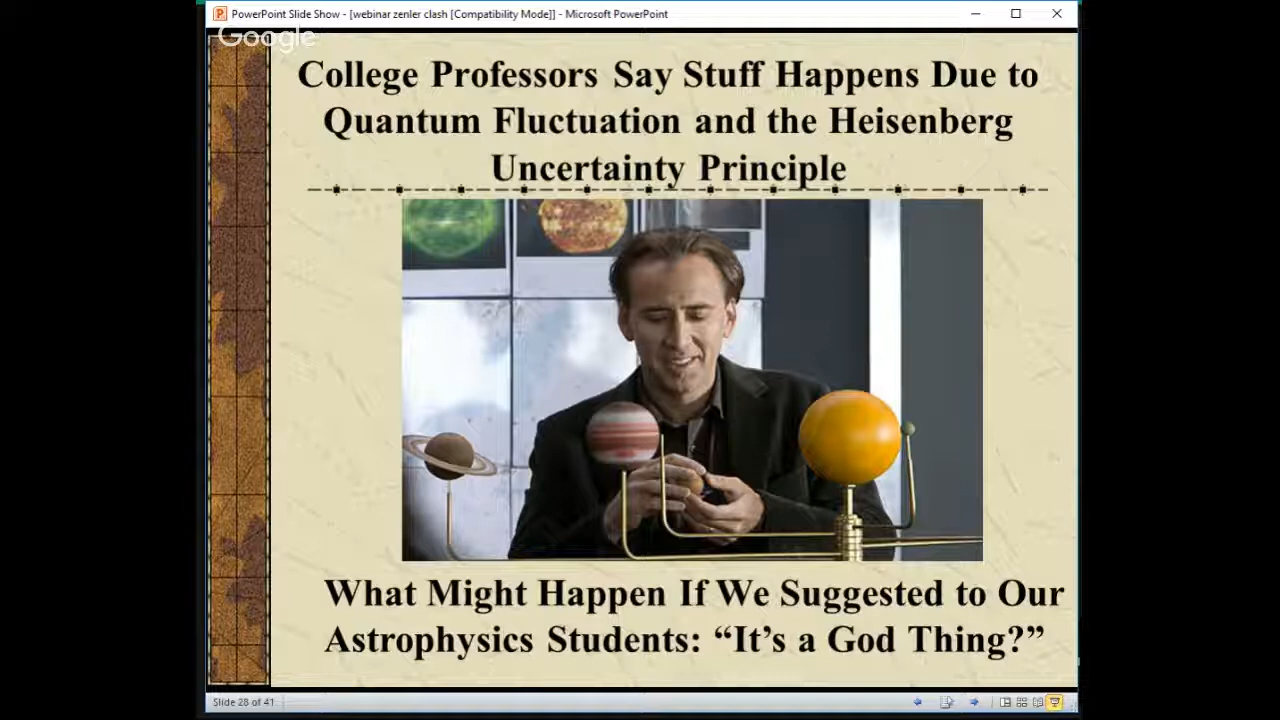 PowerPoint Slide Show - [webinar zenler clash [Compatibility Mode]] - Microsoft PowerPoint
Google
College Professors Say Stuff Happens Due to
Quantum Fluctuation and the Heisenberg
Uncertainty Principle
What Might Happen If We Suggested to Our
Astrophysics Students: “It’s a God Thing?”
Slide 28 of 41